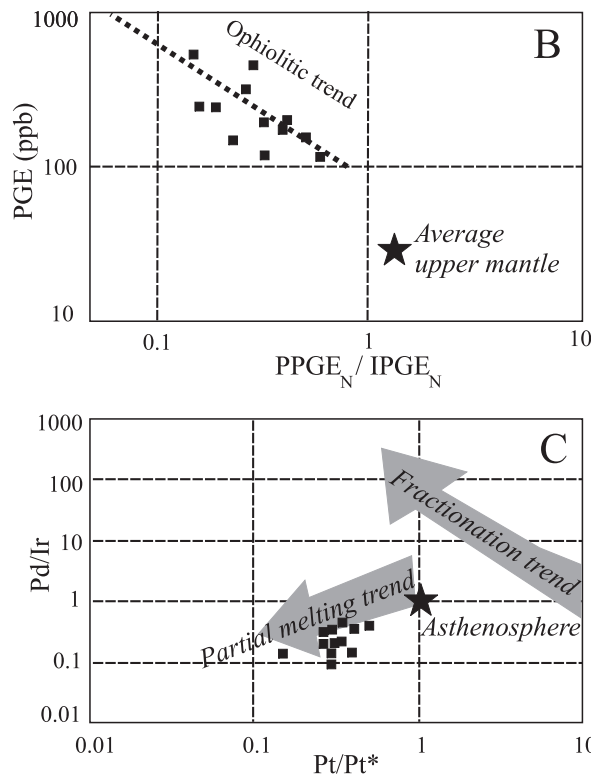 1000
B
Ophiolitic trend
PGE (ppb)
100
Average
upper mantle
10
0.1
1
10
PPGE_N / IPGE_N
1000
C
100
Fractionation trend
Pd/Ir
10
1
Partial melting trend
Asthenosphere
0.1
0.01
0.01
0.1
1
10
Pt/Pt*